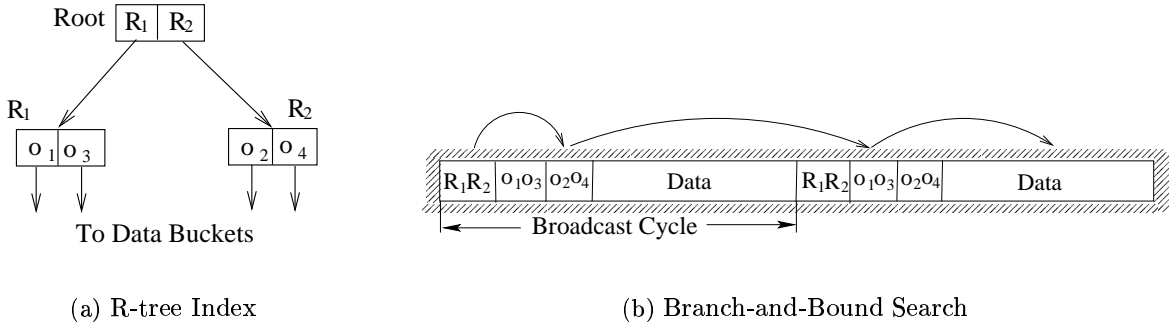 Root R₁ R₂
R₁ R₂
o₁ o₃ o₂ o₄
To Data Buckets
(a) R-tree Index
R₁R₂ o₁o₃ o₂o₄ Data R₁R₂ o₁o₃ o₂o₄ Data
Broadcast Cycle
(b) Branch-and-Bound Search